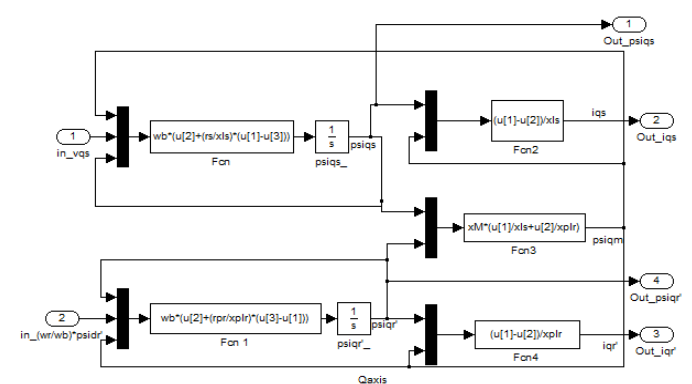 1
Out_psiqs
1
in_vqs
wb*(u[2]+(rs/xls)*(u[1]-u[3]))
Fcn
1
s
psiqs_
psiqs
(u[1]-u[2])/xls
Fcn2
iqs
2
Out_iqs
xM*(u[1]/xls+u[2]/xplr)
Fcn3
psiqm
4
Out_psiqr'
2
in_(wr/wb)*psidr'
wb*(u[2]+(rpr/xplr)*(u[3]-u[1]))
Fcn 1
1
s
psiqr'_
psiqr'
(u[1]-u[2])/xplr
Fcn4
iqr'
3
Out_iqr'
Qaxis